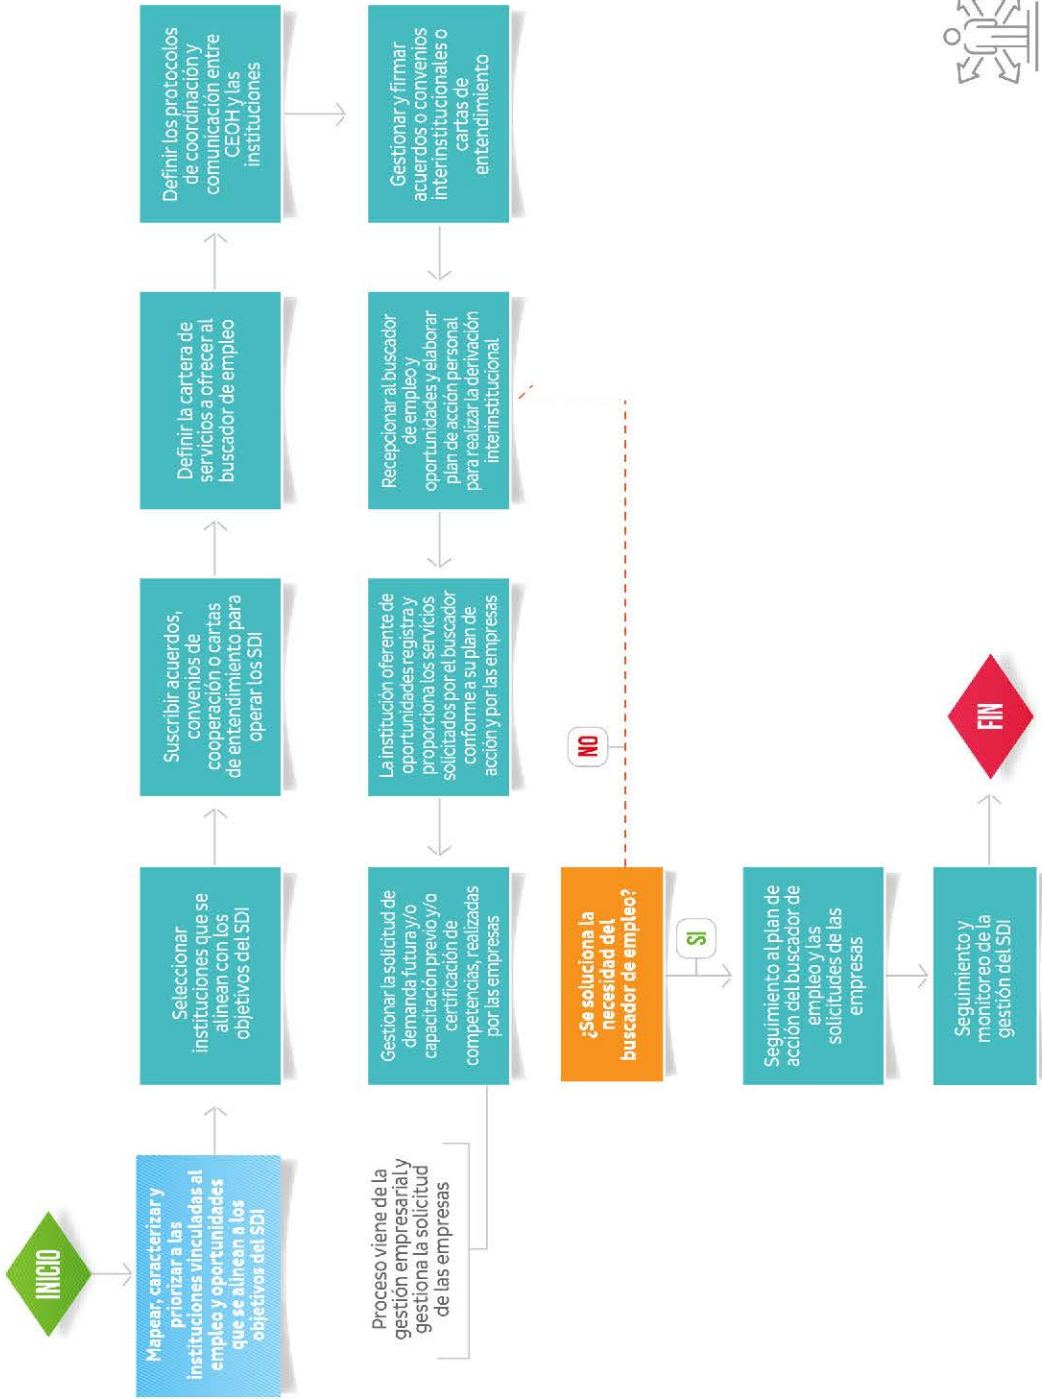 INICIO
Mapear, caracterizar y
priorizar a las
instituciones vinculadas al
empleo y oportunidades
que se alinean a los
objetivos del SDI
Seleccionar
instituciones que se
alinean con los
objetivos del SDI
Suscribir acuerdos,
convenios de
cooperación o cartas
de entendimiento para
operar los SDI
Definir la cartera de
servicios a ofrecer al
buscador de empleo
Definir los protocolos
de coordinación y
comunicación entre
CEOH y las
instituciones
Gestionar y firmar
acuerdos o convenios
interinstitucionales o
cartas de
entendimiento
Recepcionar al buscador
de empleo y
oportunidades y elaborar
plan de acción personal
para realizar la derivación
interinstitucional
La institución oferente de
oportunidades registra y
proporciona los servicios
solicitados por el buscador
conforme a su plan de
acción y por las empresas
Gestionar la solicitud de
demanda futura y/o
capacitación previo y/o
certificación de
competencias, realizadas
por las empresas
Proceso viene de la
gestión empresarial y
gestiona la solicitud
de las empresas
¿Se soluciona la
necesidad del
buscador de empleo?
NO
SI
Seguimiento al plan de
acción del buscador de
empleo y las
solicitudes de las
empresas
Seguimiento y
monitoreo de la
gestión del SDI
FIN